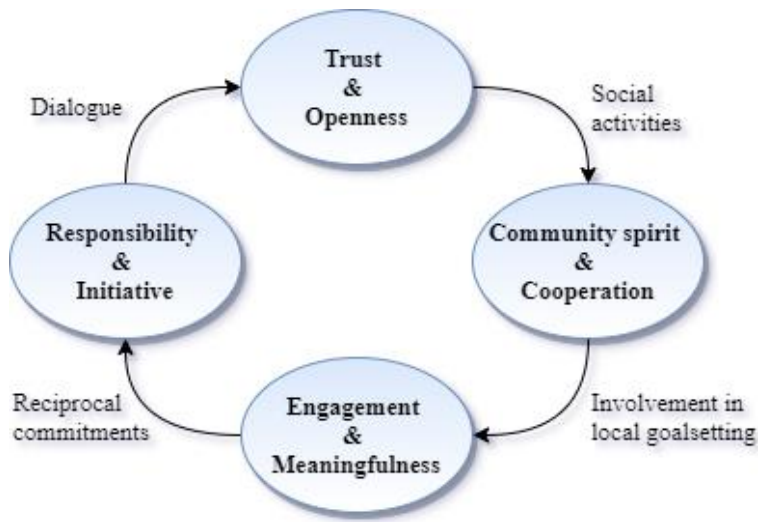 Trust
&
Openness
Dialogue
Social
activities
Responsibility
&
Initiative
Community spirit
&
Cooperation
Reciprocal
commitments
Engagement
&
Meaningfulness
Involvement in
local goalsetting